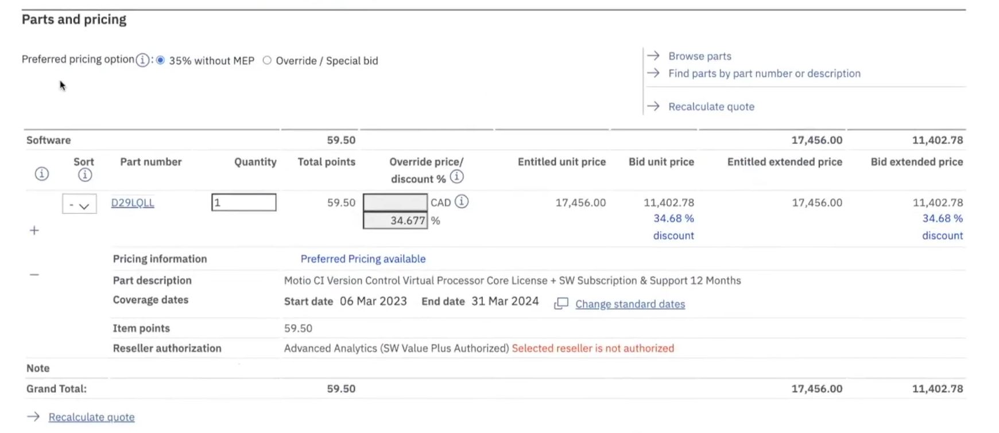 Parts and pricing
Preferred pricing option: 35% without MEP Override / Special bid
Browse parts
Find parts by part number or description
Recalculate quote
Software 59.50 17,456.00 11,402.78
Sort Part number Quantity Total points Override price/ discount % Entitled unit price Bid unit price Entitled extended price Bid extended price
- D29LQLL 1 59.50 CAD 17,456.00 11,402.78 17,456.00 11,402.78
34.677 % 34.68 % 34.68 %
discount discount
Pricing information Preferred Pricing available
Part description Motio CI Version Control Virtual Processor Core License + SW Subscription & Support 12 Months
Coverage dates Start date 06 Mar 2023 End date 31 Mar 2024 Change standard dates
Item points 59.50
Reseller authorization Advanced Analytics (SW Value Plus Authorized) Selected reseller is not authorized
Note
Grand Total: 59.50 17,456.00 11,402.78
Recalculate quote